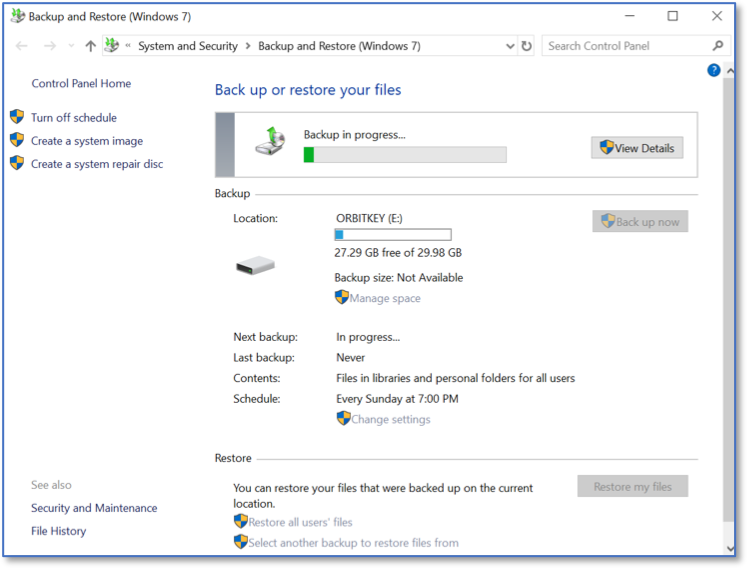 Backup and Restore (Windows 7)
« System and Security > Backup and Restore (Windows 7)
Search Control Panel
Control Panel Home
Turn off schedule
Create a system image
Create a system repair disc
See also
Security and Maintenance
File History
?
Back up or restore your files
Backup in progress...
View Details
Backup
Location:
ORBITKEY (E:)
Back up now
27.29 GB free of 29.98 GB
Backup size: Not Available
Manage space
Next backup:
In progress...
Last backup:
Never
Contents:
Files in libraries and personal folders for all users
Schedule:
Every Sunday at 7:00 PM
Change settings
Restore
You can restore your files that were backed up on the current
location.
Restore my files
Restore all users' files
Select another backup to restore files from